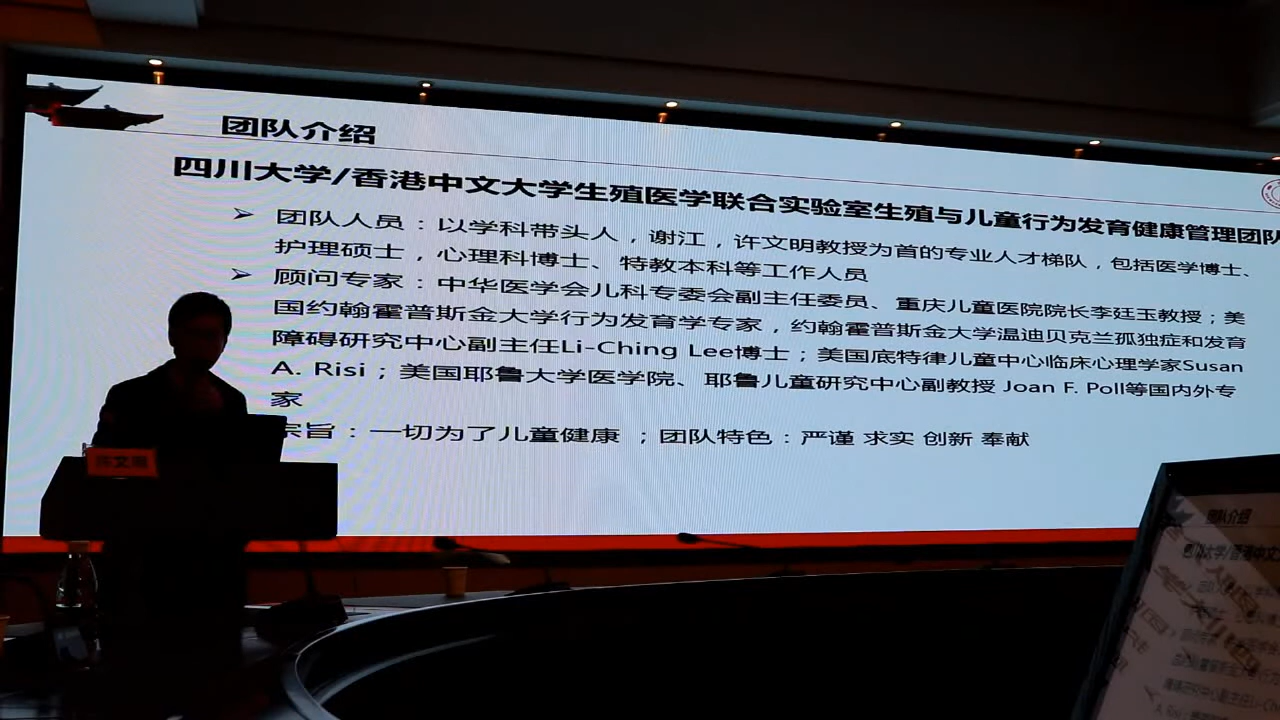 团队介绍
四川大学/香港中文大学生殖医学联合实验室生殖与儿童行为发育健康管理团队
➢ 团队人员：以学科带头人，谢江，许文明教授为首的专业人才梯队，包括医学博士、
护理硕士，心理科博士、特教本科等工作人员
➢ 顾问专家：中华医学会儿科专委会副主任委员、重庆儿童医院院长李廷玉教授；美
国约翰霍普斯金大学行为发育学专家，约翰霍普斯金大学温迪贝克兰孤独症和发育
障碍研究中心副主任Li-Ching Lee博士；美国底特律儿童中心临床心理学家Susan
A. Risi；美国耶鲁大学医学院、耶鲁儿童研究中心副教授 Joan F. Poll等国内外专
家
宗旨：一切为了儿童健康 ；团队特色：严谨 求实 创新 奉献
团队介绍